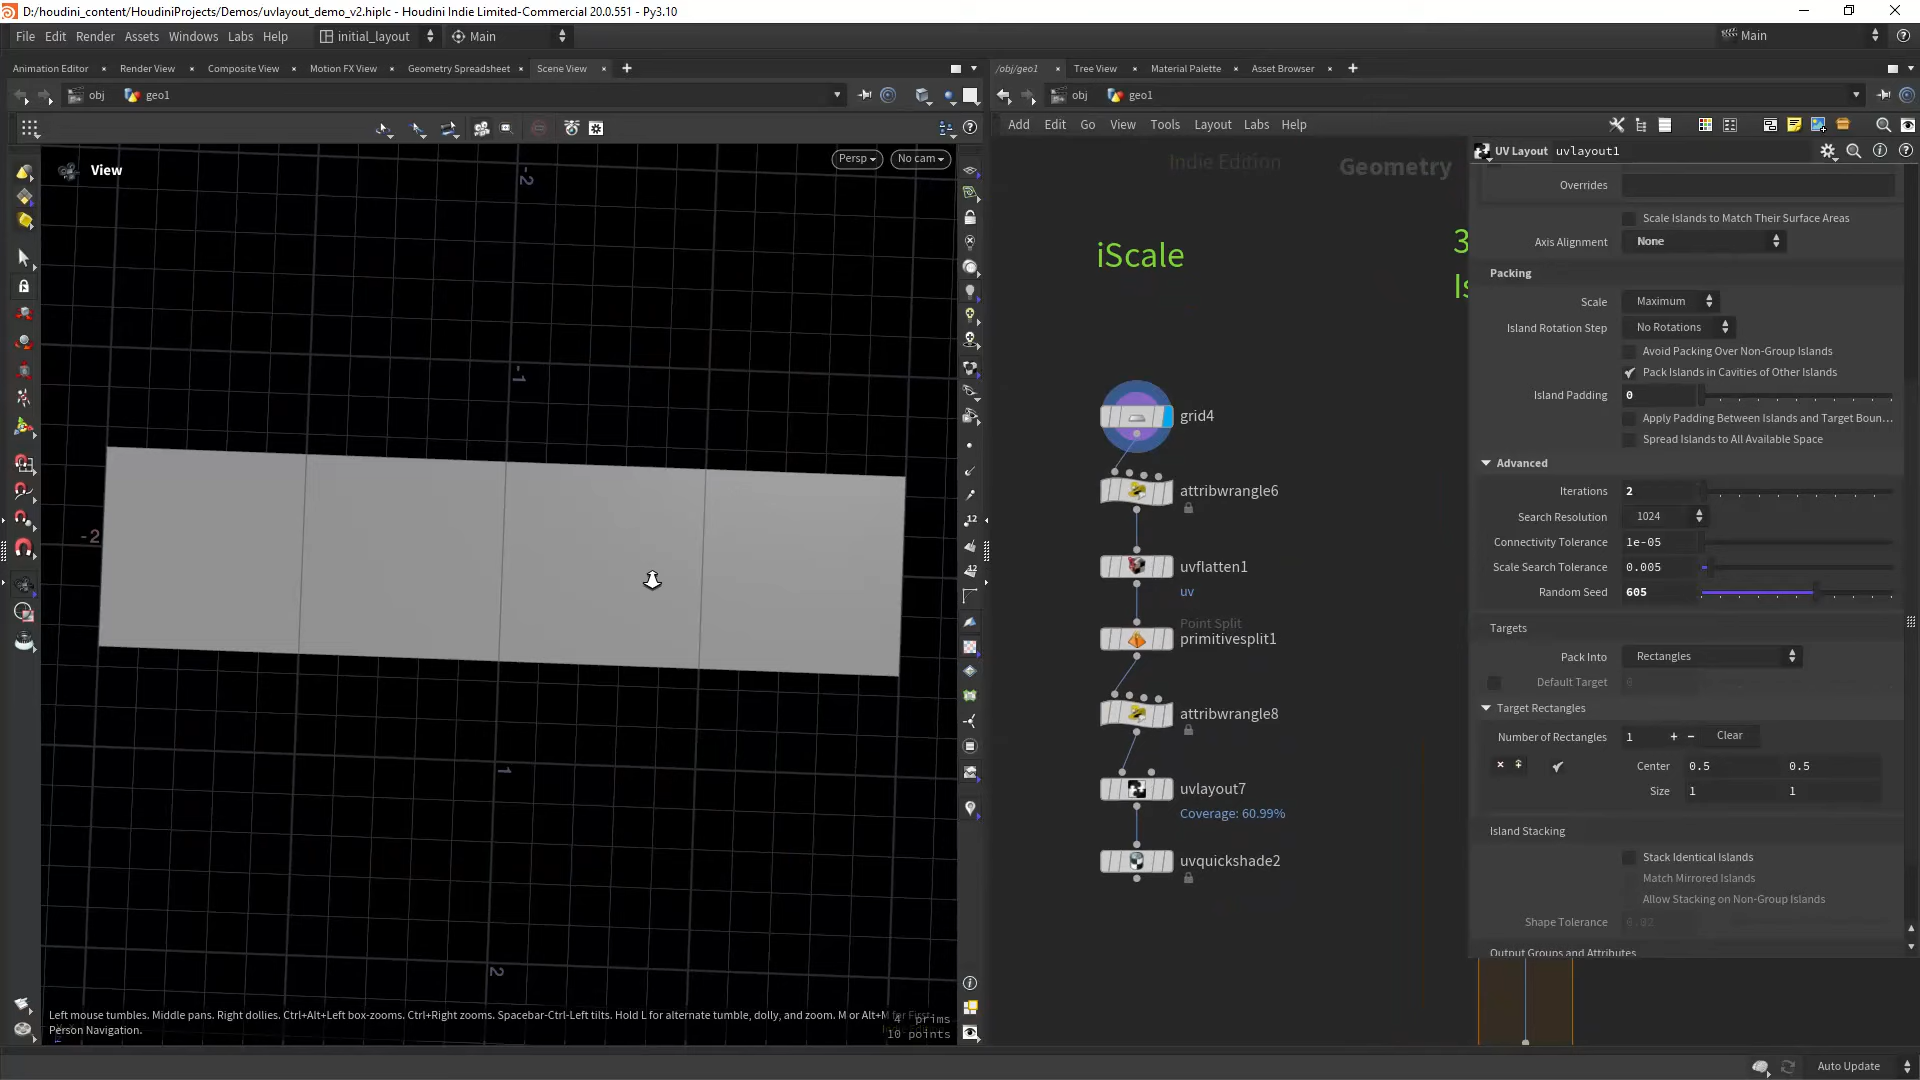 D:/houdini_content/HoudiniProjects/Demos/uvlayout_demo_v2.hiplc - Houdini Indie Limited-Commercial 20.0.551 - Py3.10
File Edit Render Assets Windows Labs Help initial_layout Main Main
Animation Editor Render View Composite View Motion FX View Geometry Spreadsheet Scene View
/obj/geo1 Tree View Material Palette Asset Browser
obj geo1
obj geo1
Add Edit Go View Tools Layout Labs Help
View
Persp No cam
-2
-1
-2
1
2
Left mouse tumbles. Middle pans. Right dollies. Ctrl+Alt+Left box-zooms. Ctrl+Right zooms. Spacebar-Ctrl-Left tilts. Hold L for alternate tumble, dolly, and zoom. M or Alt+M for First
Person Navigation.
4 prims
10 points
12
12
Indie Edition
Geometry
iScale
3
Is
grid4
attribwrangle6
uvflatten1
uv
Point Split
primitivesplit1
attribwrangle8
uvlayout7
Coverage: 60.99%
uvquickshade2
UV Layout uvlayout1
Overrides
Scale Islands to Match Their Surface Areas
Axis Alignment None
Packing
Scale Maximum
Island Rotation Step No Rotations
Avoid Packing Over Non-Group Islands
Pack Islands in Cavities of Other Islands
Island Padding 0
Apply Padding Between Islands and Target Boun...
Spread Islands to All Available Space
Advanced
Iterations 2
Search Resolution 1024
Connectivity Tolerance 1e-05
Scale Search Tolerance 0.005
Random Seed 605
Targets
Pack Into Rectangles
Default Target 0
Target Rectangles
Number of Rectangles 1 + - Clear
Center 0.5 0.5
Size 1 1
Island Stacking
Stack Identical Islands
Match Mirrored Islands
Allow Stacking on Non-Group Islands
Shape Tolerance
Output Groups and Attributes
Auto Update